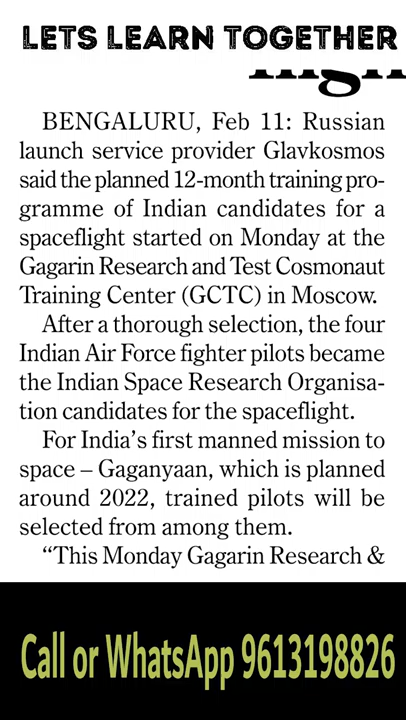 LETS LEARN TOGETHER
BENGALURU, Feb 11: Russian
launch service provider Glavkosmos
said the planned 12-month training pro-
gramme of Indian candidates for a
spaceflight started on Monday at the
Gagarin Research and Test Cosmonaut
Training Center (GCTC) in Moscow.
After a thorough selection, the four
Indian Air Force fighter pilots became
the Indian Space Research Organisa-
tion candidates for the spaceflight.
For India’s first manned mission to
space – Gaganyaan, which is planned
around 2022, trained pilots will be
selected from among them.
“This Monday Gagarin Research &
Call or WhatsApp 9613198826